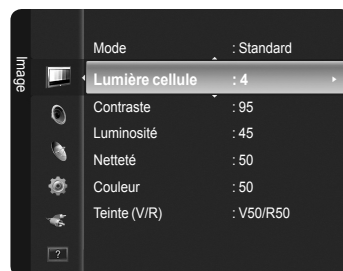 Image
Mode : Standard
Lumière cellule : 4
Contraste : 95
Luminosité : 45
Netteté : 50
Couleur : 50
Teinte (V/R) : V50/R50
?